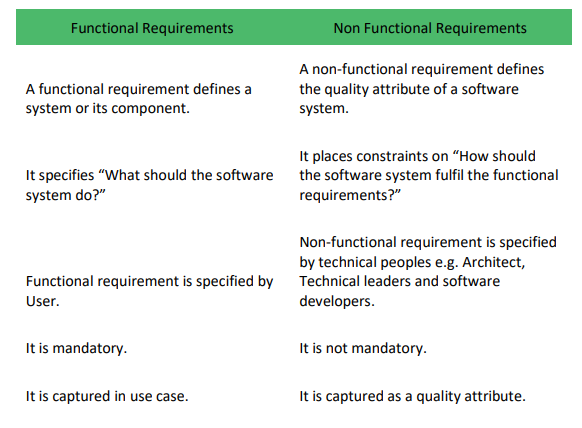 Functional Requirements
Non Functional Requirements
A functional requirement defines a
system or its component.
A non-functional requirement defines
the quality attribute of a software
system.
It specifies “What should the software
system do?”
It places constraints on “How should
the software system fulfil the functional
requirements?”
Functional requirement is specified by
User.
Non-functional requirement is specified
by technical peoples e.g. Architect,
Technical leaders and software
developers.
It is mandatory.
It is not mandatory.
It is captured in use case.
It is captured as a quality attribute.